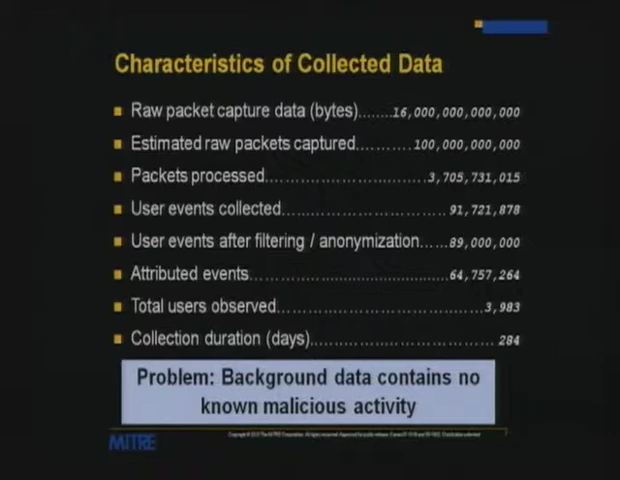 Characteristics of Collected Data
Raw packet capture data (bytes).......16,000,000,000,000
Estimated raw packets captured..........100,000,000,000
Packets processed.............................3,705,731,015
User events collected.............................91,721,878
User events after filtering / anonymization.....89,000,000
Attributed events...................................64,757,264
Total users observed....................................3,983
Collection duration (days)................................284
Problem: Background data contains no
known malicious activity
MITRE